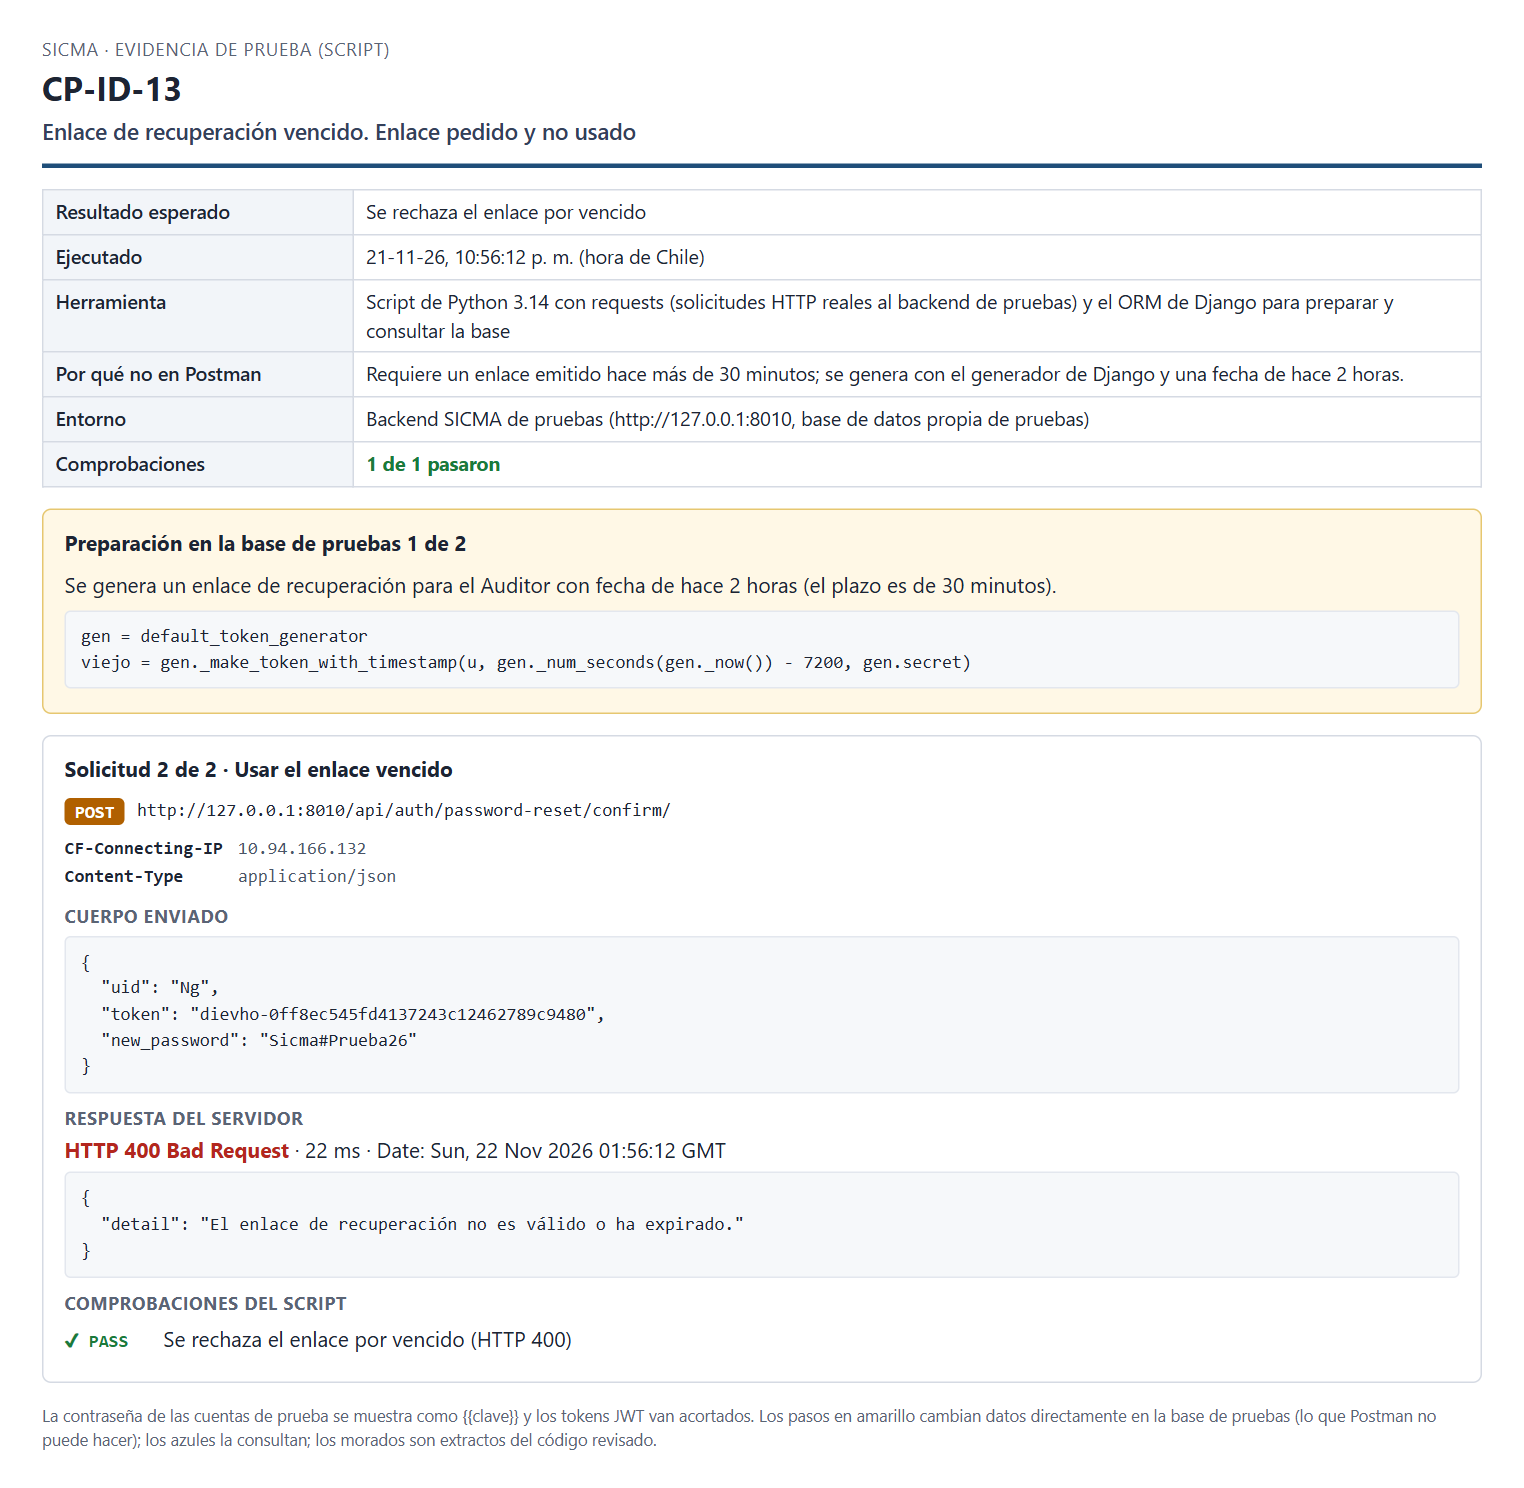 SICMA · EVIDENCIA DE PRUEBA (SCRIPT)
CP-ID-13
Enlace de recuperación vencido. Enlace pedido y no usado
Resultado esperado
Se rechaza el enlace por vencido
Ejecutado
21-11-26, 10:56:12 p. m. (hora de Chile)
Herramienta
Script de Python 3.14 con requests (solicitudes HTTP reales al backend de pruebas) y el ORM de Django para preparar y
consultar la base
Por qué no en Postman
Requiere un enlace emitido hace más de 30 minutos; se genera con el generador de Django y una fecha de hace 2 horas.
Entorno
Backend SICMA de pruebas (http://127.0.0.1:8010, base de datos propia de pruebas)
Comprobaciones
1 de 1 pasaron
Preparación en la base de pruebas 1 de 2
Se genera un enlace de recuperación para el Auditor con fecha de hace 2 horas (el plazo es de 30 minutos).
gen = default_token_generator
viejo = gen._make_token_with_timestamp(u, gen._num_seconds(gen._now()) - 7200, gen.secret)
Solicitud 2 de 2 · Usar el enlace vencido
POST http://127.0.0.1:8010/api/auth/password-reset/confirm/
CF-Connecting-IP 10.94.166.132
Content-Type application/json
CUERPO ENVIADO
{
"uid": "Ng",
"token": "dievho-0ff8ec545fd4137243c12462789c9480",
"new_password": "Sicma#Prueba26"
}
RESPUESTA DEL SERVIDOR
HTTP 400 Bad Request · 22 ms · Date: Sun, 22 Nov 2026 01:56:12 GMT
{
"detail": "El enlace de recuperación no es válido o ha expirado."
}
COMPROBACIONES DEL SCRIPT
✔ PASS Se rechaza el enlace por vencido (HTTP 400)
La contraseña de las cuentas de prueba se muestra como {{clave}} y los tokens JWT van acortados. Los pasos en amarillo cambian datos directamente en la base de pruebas (lo que Postman no
puede hacer); los azules la consultan; los morados son extractos del código revisado.